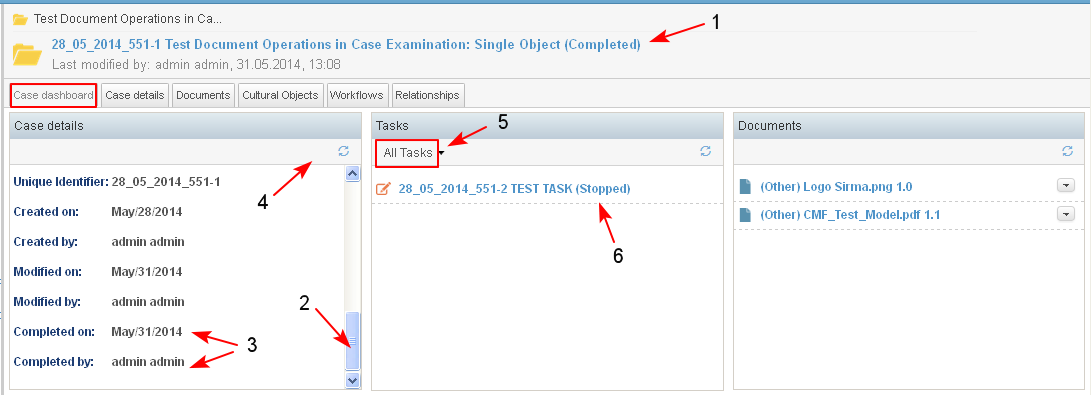 Test Document Operations in Ca...
1
28_05_2014_551-1 Test Document Operations in Case Examination: Single Object (Completed)
Last modified by: admin admin, 31.05.2014, 13:08
Case dashboard Case details Documents Cultural Objects Workflows Relationships
Case details
4
Unique Identifier: 28_05_2014_551-1
Created on: May/28/2014
Created by: admin admin
Modified on: May/31/2014
Modified by: admin admin
2
Completed on: May/31/2014
3
Completed by: admin admin
Tasks
5
All Tasks
28_05_2014_551-2 TEST TASK (Stopped)
6
Documents
(Other) Logo Sirma.png 1.0
(Other) CMF_Test_Model.pdf 1.1